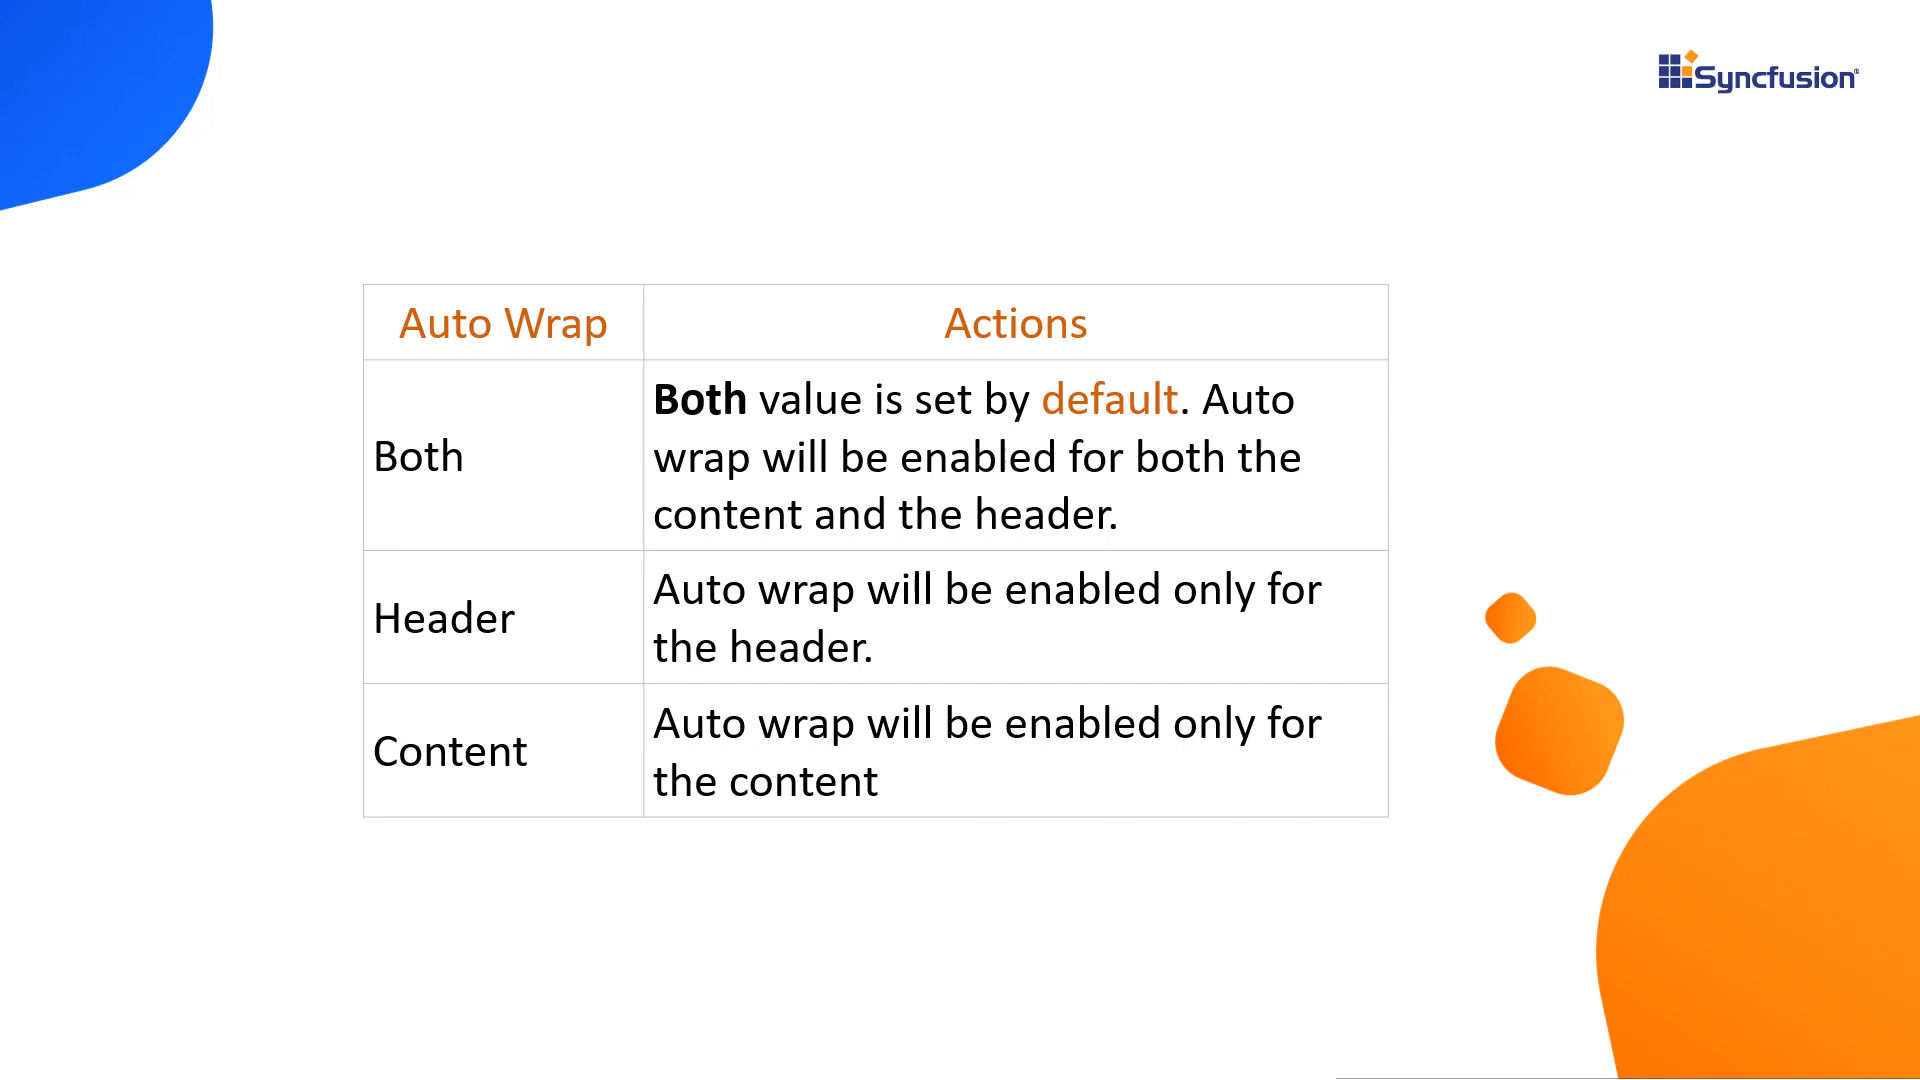 Syncfusion®
Auto Wrap
Actions
Both
Both value is set by default. Auto
wrap will be enabled for both the
content and the header.
Header
Auto wrap will be enabled only for
the header.
Content
Auto wrap will be enabled only for
the content